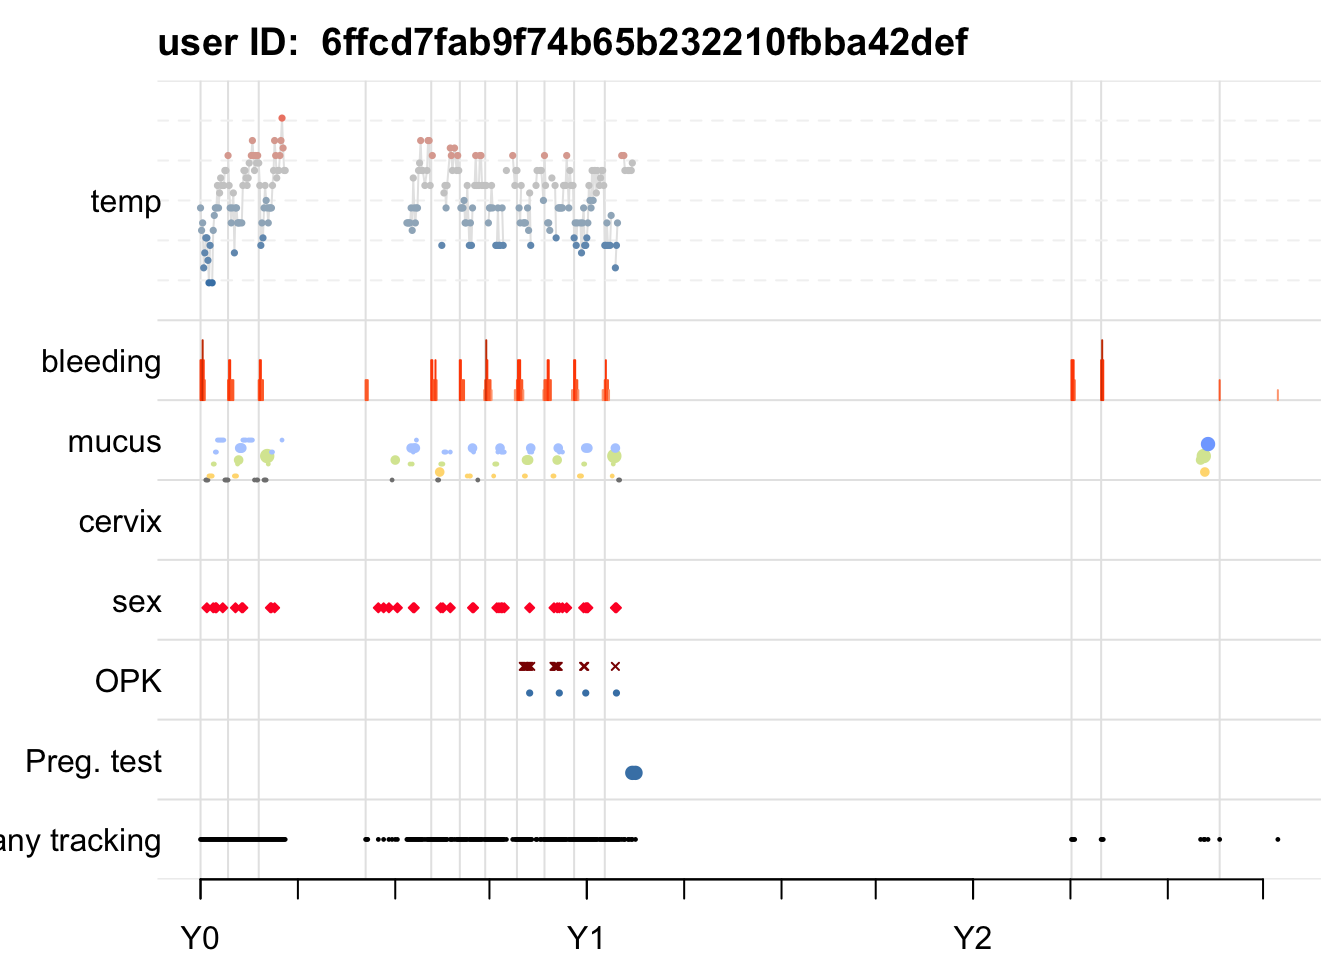 user ID:  6ffcd7fab9f74b65b232210fbba42def
temp
bleeding
mucus
cervix
sex
OPK
Preg. test
any tracking
Y0 Y1 Y2